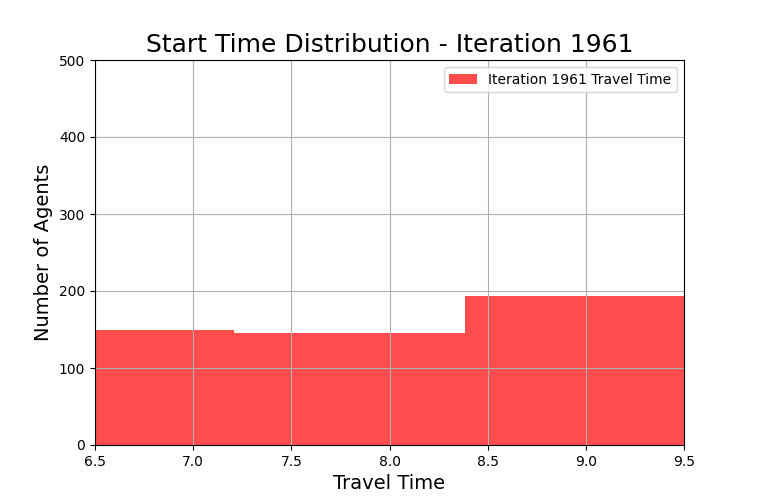 Start Time Distribution - Iteration 1961
Iteration 1961 Travel Time
Number of Agents
500
400
300
200
100
0
6.5 7.0 7.5 8.0 8.5 9.0 9.5
Travel Time